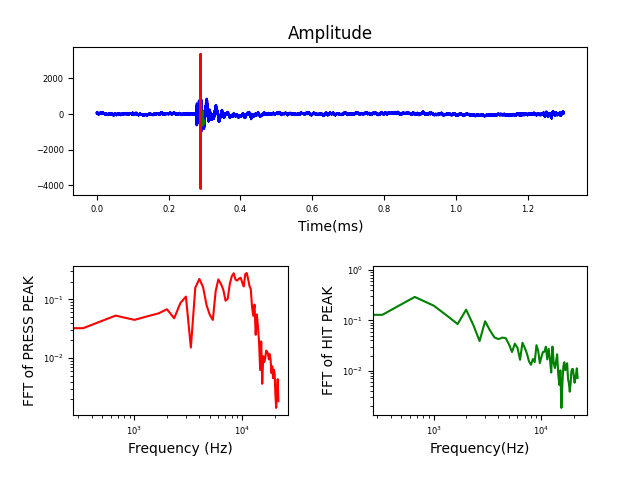 Amplitude
2000
0
−2000
−4000
0.0 0.2 0.4 0.6 0.8 1.0 1.2
Time(ms)
FFT of PRESS PEAK
10⁻¹
10⁻²
10³ 10⁴
Frequency (Hz)
FFT of HIT PEAK
10⁰
10⁻¹
10⁻²
10³ 10⁴
Frequency(Hz)